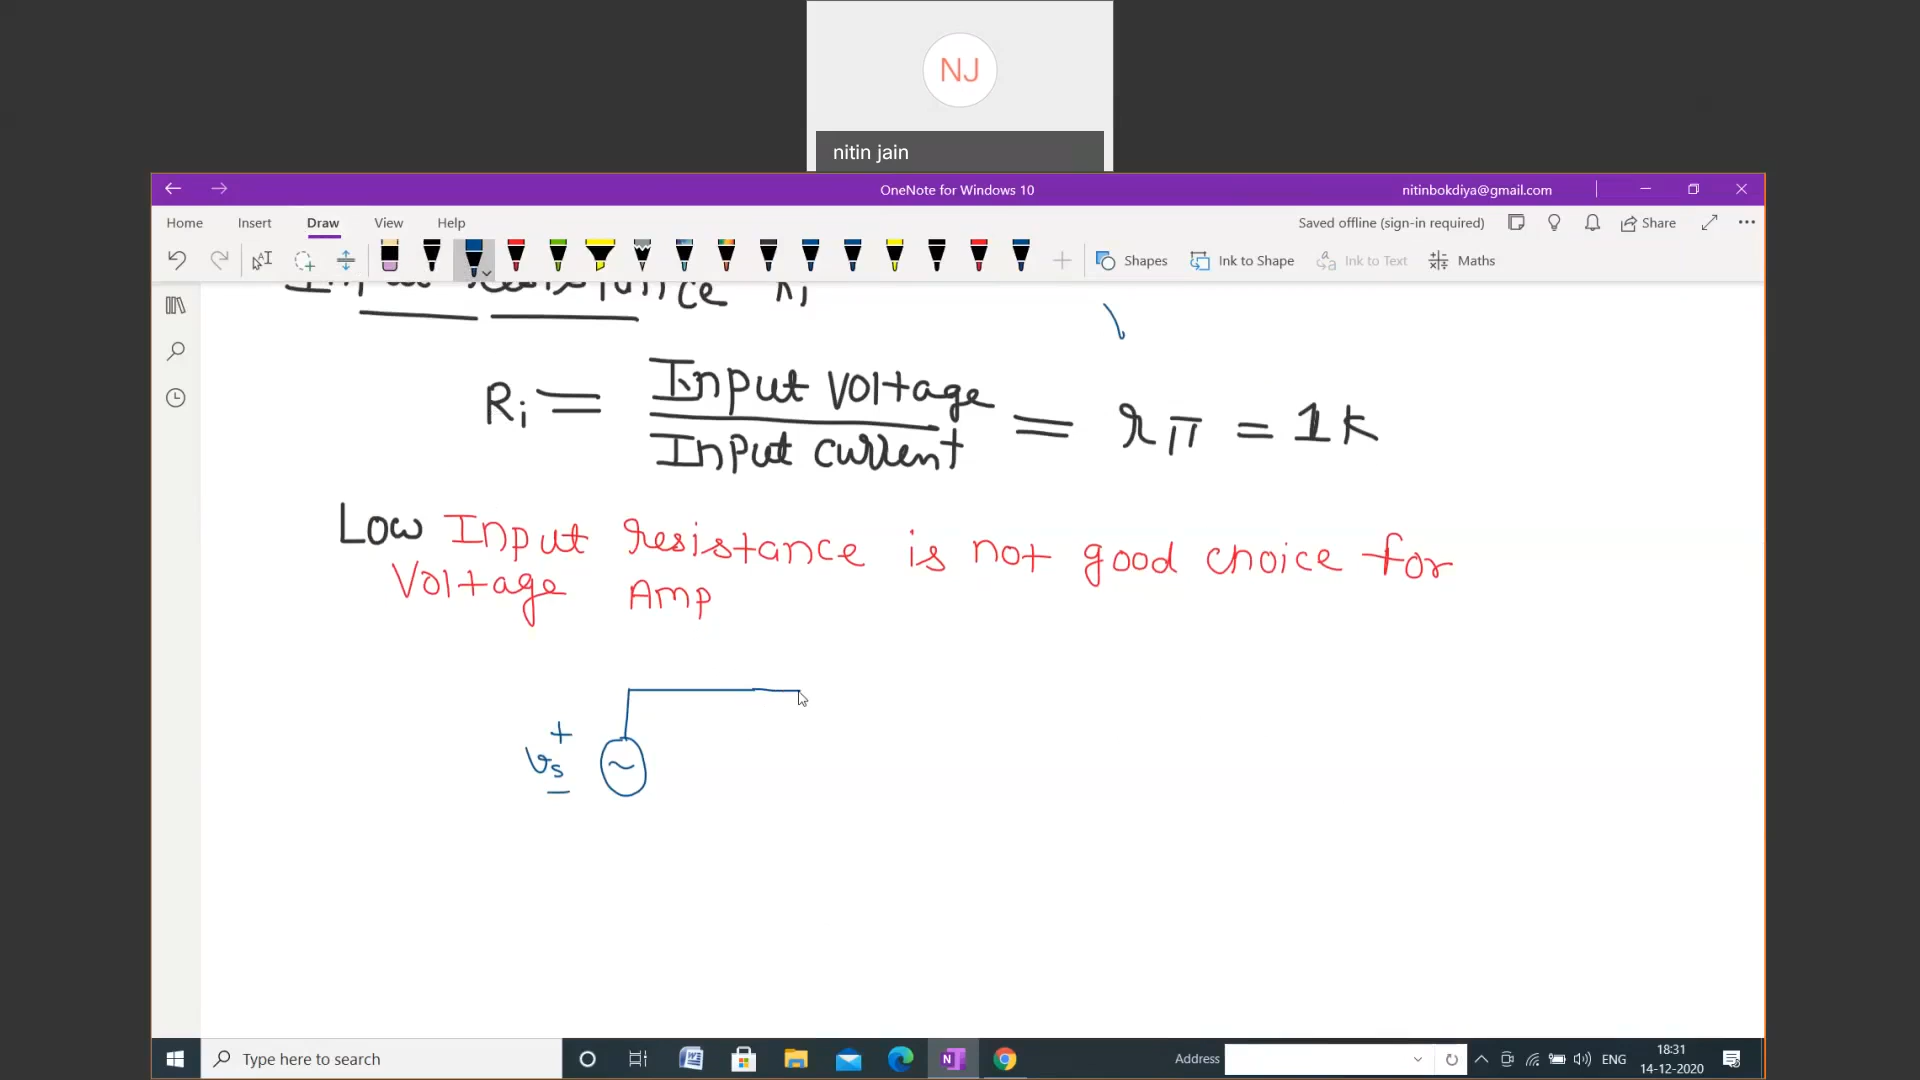 NJ
nitin jain
OneNote for Windows 10
nitinbokdiya@gmail.com
Home Insert Draw View Help
Saved offline (sign-in required)
Share
Shapes
Ink to Shape
Ink to Text
Maths
Input Resistance Ri
Ri = Input Voltage / Input current = rπ = 1k
Low Input resistance is not good choice for
Voltage Amp
+
vs
~
−
Type here to search
Address
ENG
18:31
14-12-2020